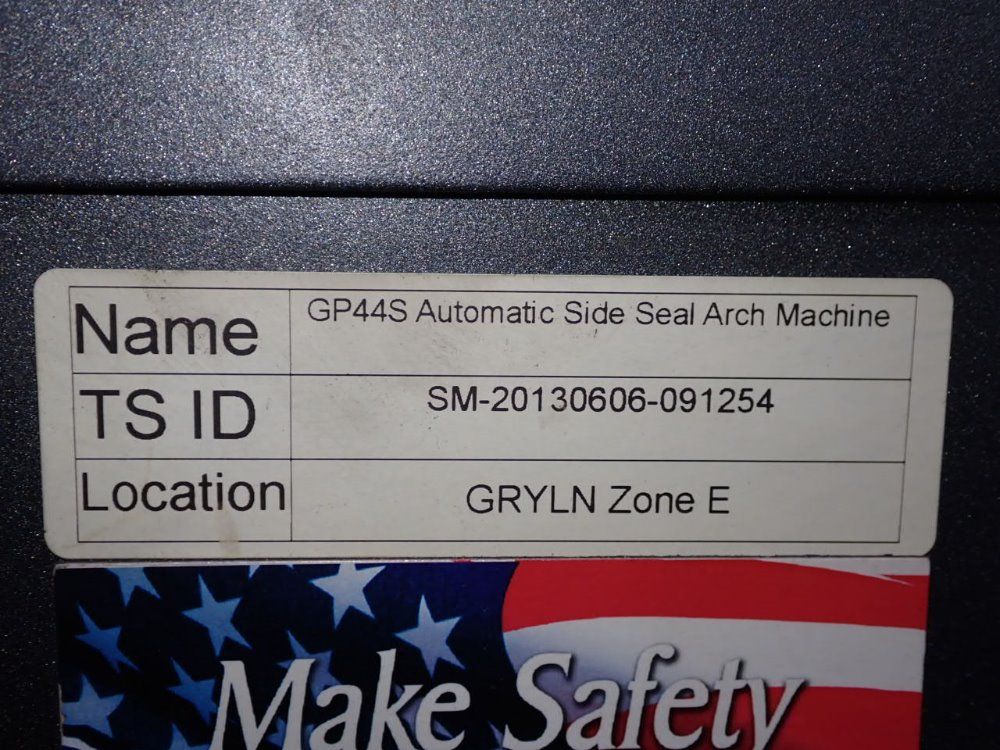 Name GP44S Automatic Side Seal Arch Machine
TS ID SM-20130606-091254
Location GRYLN Zone E
Make Safety